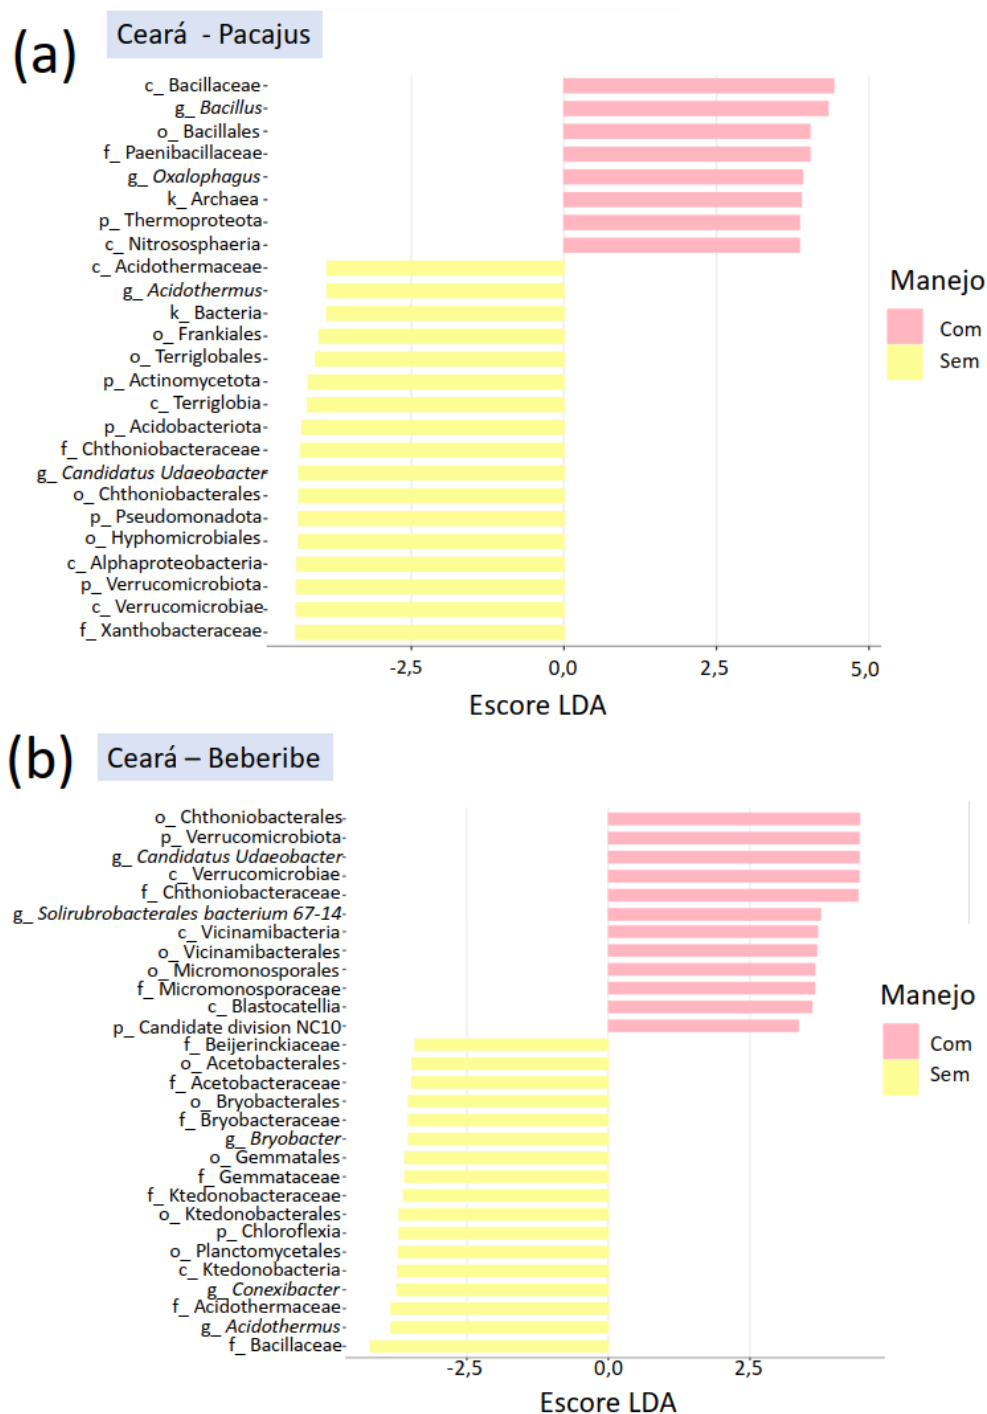 (a)
Ceará - Pacajus
c_ Bacillaceae
g_ Bacillus
o_ Bacillales
f_ Paenibacillaceae
g_ Oxalophagus
k_ Archaea
p_ Thermoproteota
c_ Nitrososphaeria
c_ Acidothermaceae
g_ Acidothermus
k_ Bacteria
o_ Frankiales
o_ Terriglobales
p_ Actinomycetota
c_ Terriglobia
p_ Acidobacteriota
f_ Chthoniobacteraceae
g_ Candidatus Udaeobacter
o_ Chthoniobacterales
p_ Pseudomonadota
o_ Hyphomicrobiales
c_ Alphaproteobacteria
p_ Verrucomicrobiota
c_ Verrucomicrobiae
f_ Xanthobacteraceae
-2,5 0,0 2,5 5,0
Escore LDA
Manejo
Com
Sem
(b)
Ceará – Beberibe
o_ Chthoniobacterales
p_ Verrucomicrobiota
g_ Candidatus Udaeobacter
c_ Verrucomicrobiae
f_ Chthoniobacteraceae
g_ Solirubrobacterales bacterium 67-14
c_ Vicinamibacteria
o_ Vicinamibacterales
o_ Micromonosporales
f_ Micromonosporaceae
c_ Blastocatellia
p_ Candidate division NC10
f_ Beijerinckiaceae
o_ Acetobacterales
f_ Acetobacteraceae
o_ Bryobacterales
f_ Bryobacteraceae
g_ Bryobacter
o_ Gemmatales
f_ Gemmataceae
f_ Ktedonobacteraceae
o_ Ktedonobacterales
p_ Chloroflexia
o_ Planctomycetales
c_ Ktedonobacteria
g_ Conexibacter
f_ Acidothermaceae
g_ Acidothermus
f_ Bacillaceae
-2,5 0,0 2,5
Escore LDA
Manejo
Com
Sem